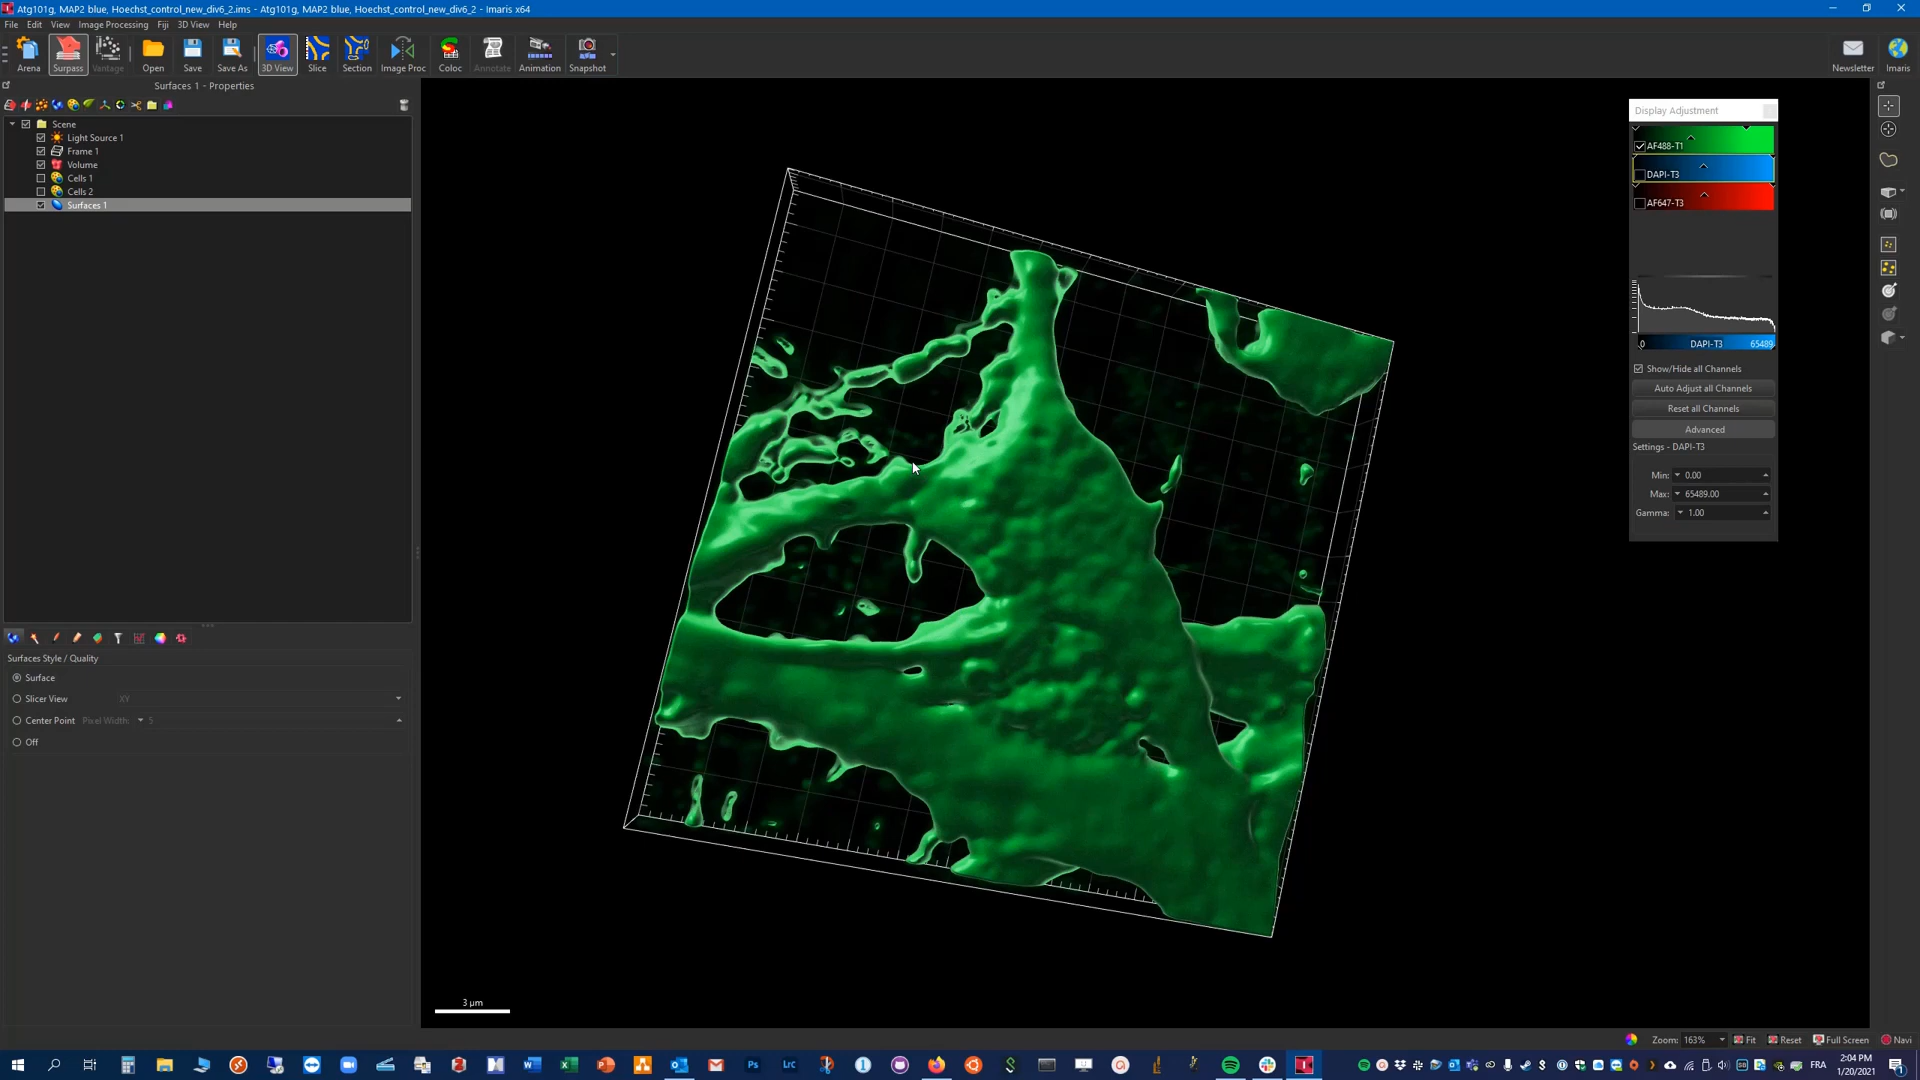 Atg101g, MAP2 blue, Hoechst_control_new_div6_2.ims - Atg101g, MAP2 blue, Hoechst_control_new_div6_2 - Imaris x64
File Edit View Image Processing Fiji 3D View Help
Arena Surpass Vantage Open Save Save As 3D View Slice Section Image Proc Coloc Annotate Animation Snapshot Newsletter Imaris
Surfaces 1 - Properties
Scene
Light Source 1
Frame 1
Volume
Cells 1
Cells 2
Surfaces 1
Surfaces Style / Quality
Surface
Slicer View XY
Center Point Pixel Width: 5
Off
3 µm
Display Adjustment
AF488-T1
DAPI-T3
AF647-T3
0 DAPI-T3 65489
Show/Hide all Channels
Auto Adjust all Channels
Reset all Channels
Advanced
Settings - DAPI-T3
Min: 0.00
Max: 65489.00
Gamma: 1.00
Zoom: 163% Fit Reset Full Screen Navi
Ps Lrc
FRA
2:04 PM
1/20/2021